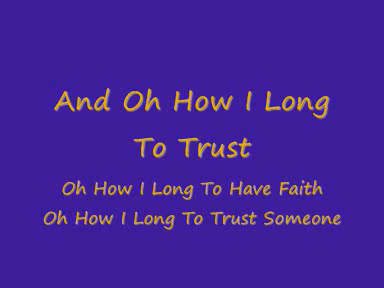 And Oh How I Long
To Trust
Oh How I Long To Have Faith
Oh How I Long To Trust Someone